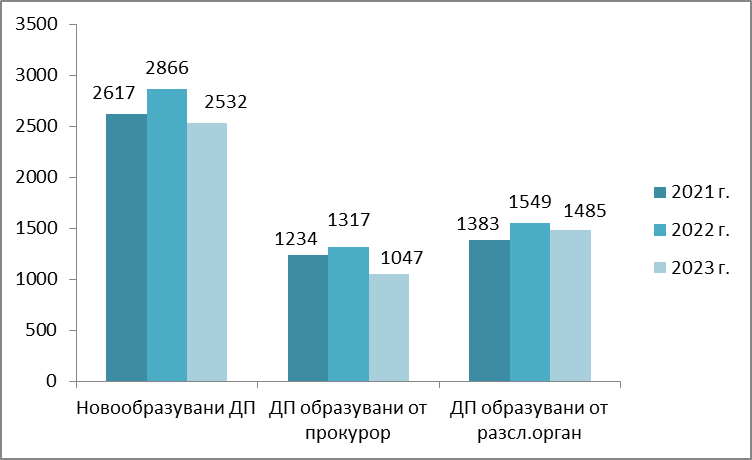 3500
3000
2500
2000
1500
1000
500
0
2617
2866
2532
1234
1317
1047
1383
1549
1485
Новообразувани ДП
ДП образувани от
прокурор
ДП образувани от
разсл.орган
2021 г.
2022 г.
2023 г.